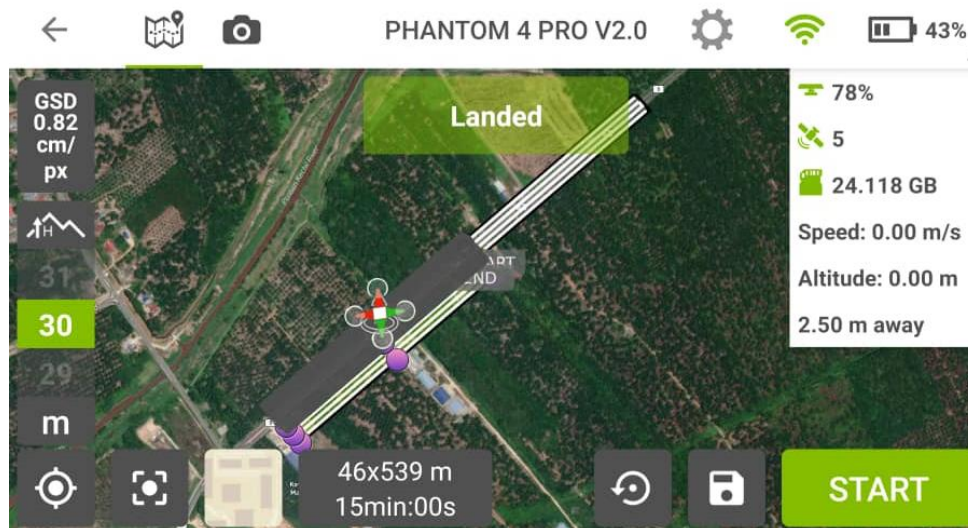 PHANTOM 4 PRO V2.0
43%
GSD
0.82
cm/
px
Landed
78%
5
24.118 GB
Speed: 0.00 m/s
Altitude: 0.00 m
2.50 m away
H
31
30
29
m
46x539 m
15min:00s
START